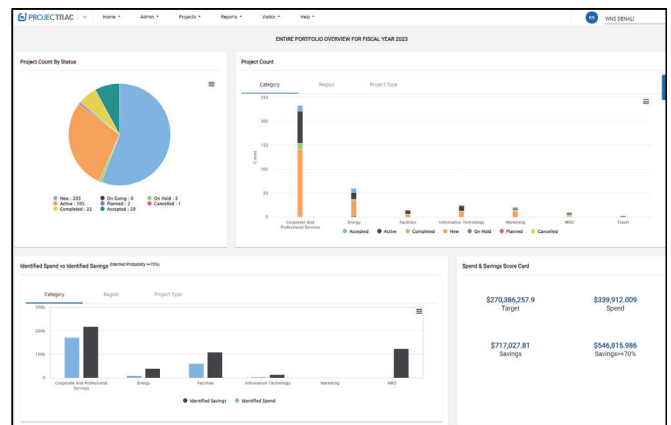 PROJECTRAC
Home
Admin
Projects
Reports
Visitor
Help
KS
WNS DENALI
ENTIRE PORTFOLIO OVERVIEW FOR FISCAL YEAR 2023
Project Count By Status
New : 205
On Going : 0
On Hold : 3
Active : 105
Planned : 2
Cancelled : 1
Completed : 22
Accepted : 29
Project Count
Category
Region
Project Type
250
200
150
100
50
0
Count
Corporate And
Professional Services
Energy
Facilities
Information Technology
Marketing
MRO
Travel
Accepted
Active
Completed
New
On Hold
Planned
Cancelled
Identified Spend vs Identified Savings (Identified Probability >=70%)
Category
Region
Project Type
300k
200k
100k
0
Corporate And Professional
Services
Energy
Facilities
Information Technology
Marketing
MRO
Identified Savings
Identified Spend
Spend & Savings Score Card
$270,386,257.9
Target
$339,912.009
Spend
$717,027.81
Savings
$546,815.986
Savings>=70%